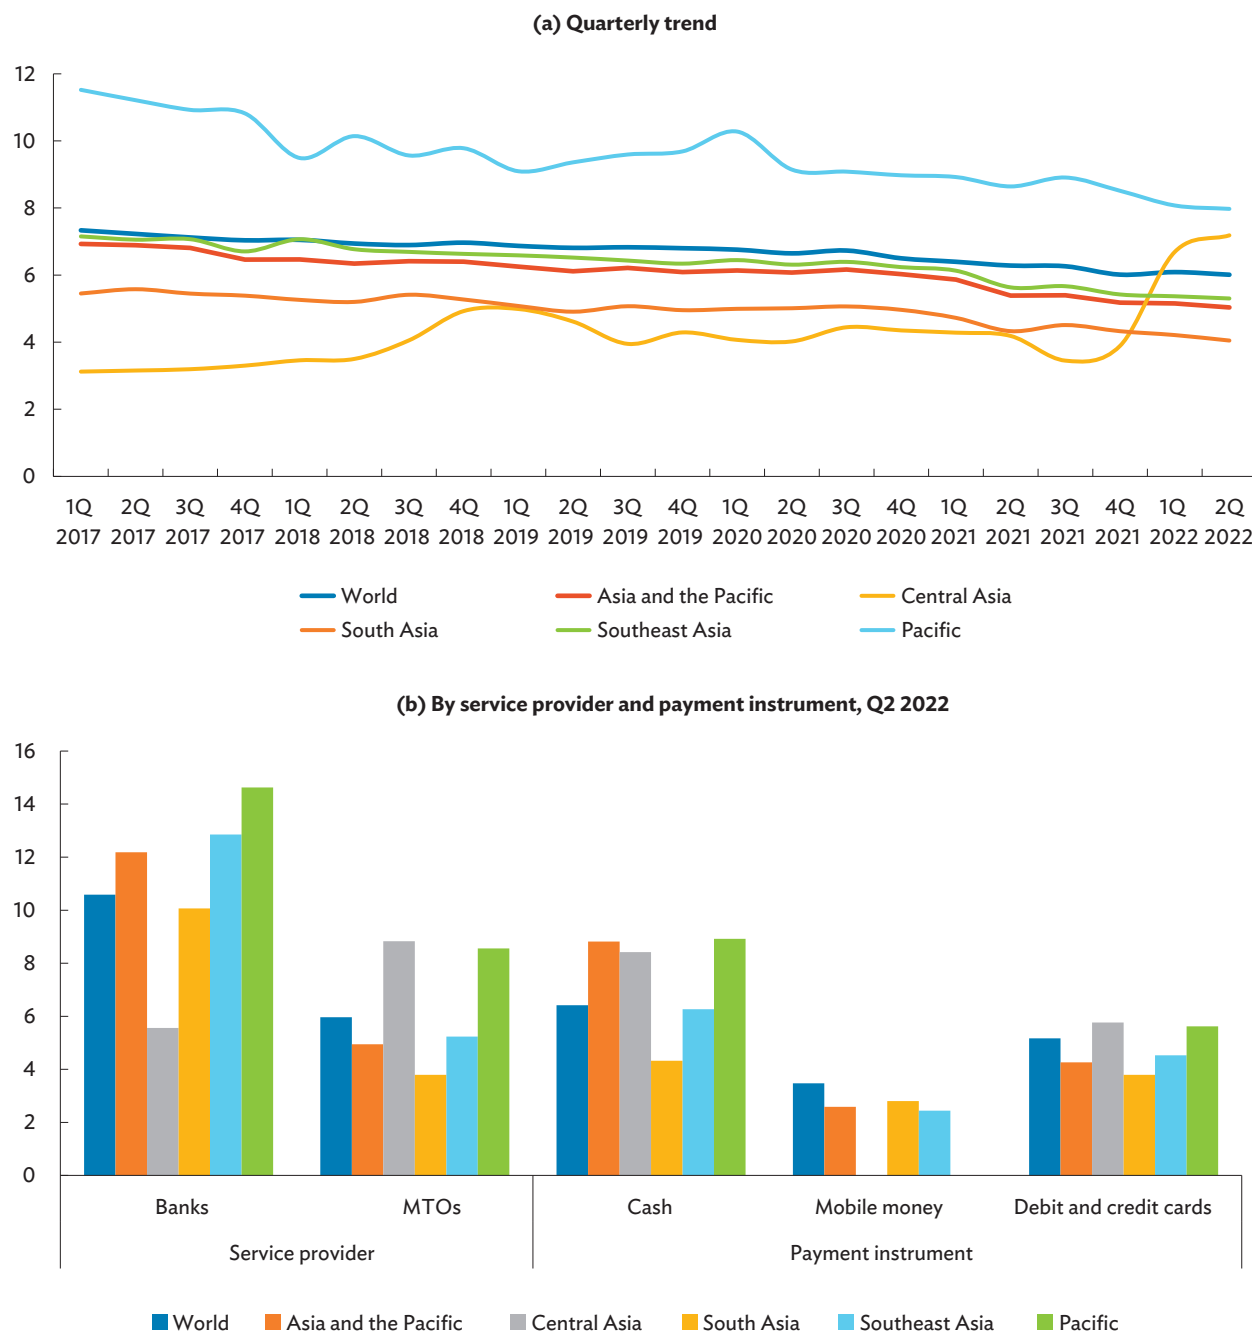 (a) Quarterly trend
12
10
8
6
4
2
0
1Q 2Q 3Q 4Q 1Q 2Q 3Q 4Q 1Q 2Q 3Q 4Q 1Q 2Q 3Q 4Q 1Q 2Q 3Q 4Q 1Q 2Q
2017 2017 2017 2017 2018 2018 2018 2018 2019 2019 2019 2019 2020 2020 2020 2020 2021 2021 2021 2021 2022 2022
World Asia and the Pacific Central Asia
South Asia Southeast Asia Pacific
(b) By service provider and payment instrument, Q2 2022
16
14
12
10
8
6
4
2
0
Banks MTOs Cash Mobile money Debit and credit cards
Service provider Payment instrument
World Asia and the Pacific Central Asia South Asia Southeast Asia Pacific